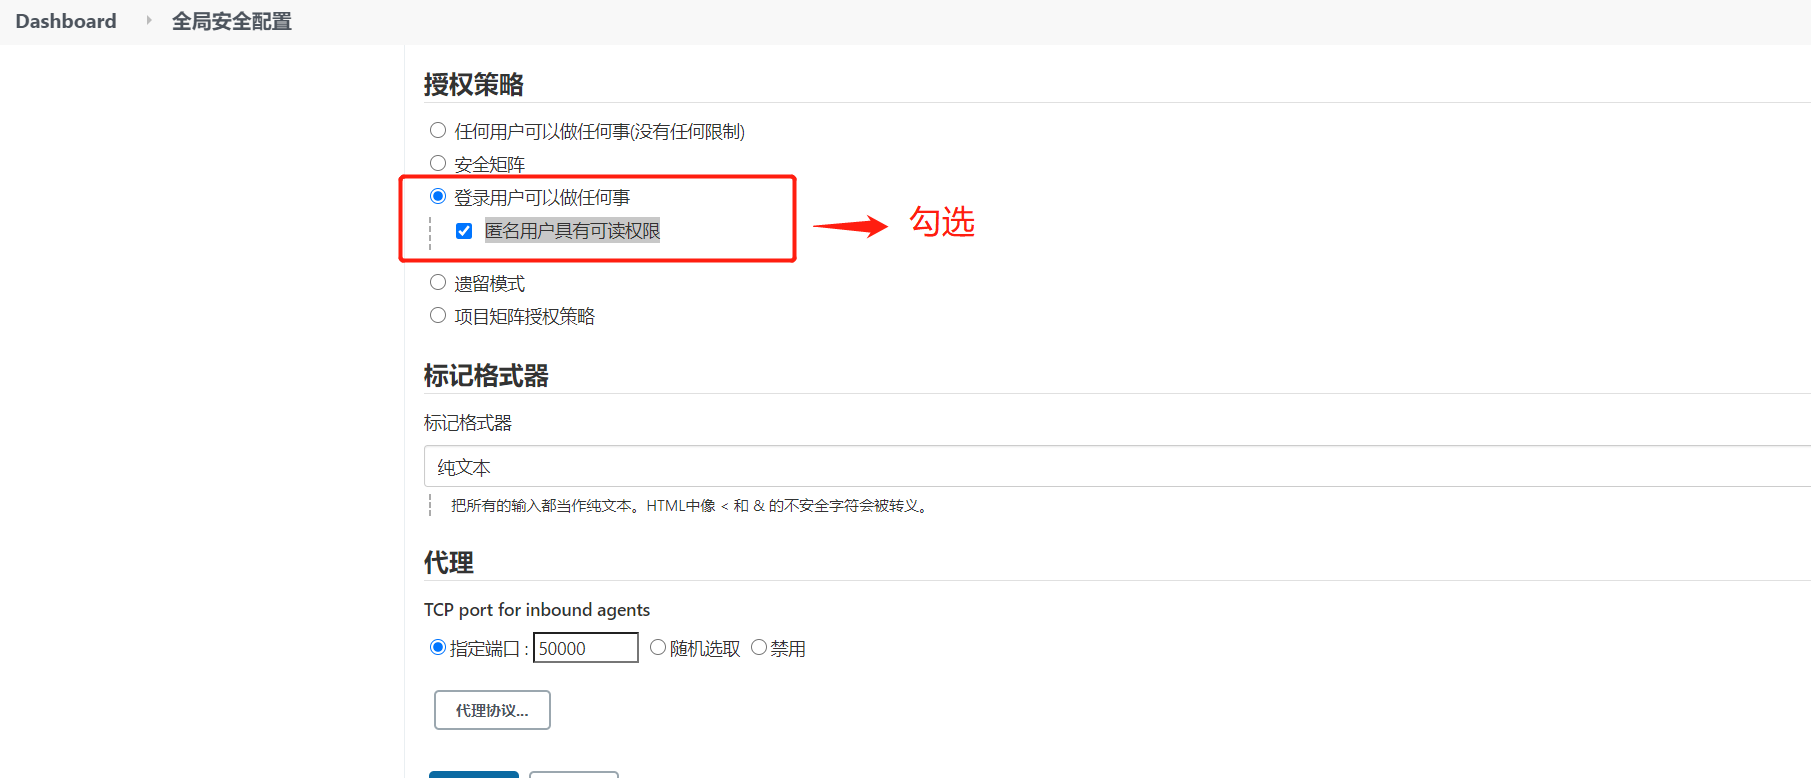 Dashboard
全局安全配置
授权策略
任何用户可以做任何事(没有任何限制)
安全矩阵
登录用户可以做任何事
匿名用户具有可读权限
勾选
遗留模式
项目矩阵授权策略
标记格式器
标记格式器
纯文本
把所有的输入都当作纯文本。HTML中像 < 和 & 的不安全字符会被转义。
代理
TCP port for inbound agents
指定端口 : 50000 随机选取 禁用
代理协议...